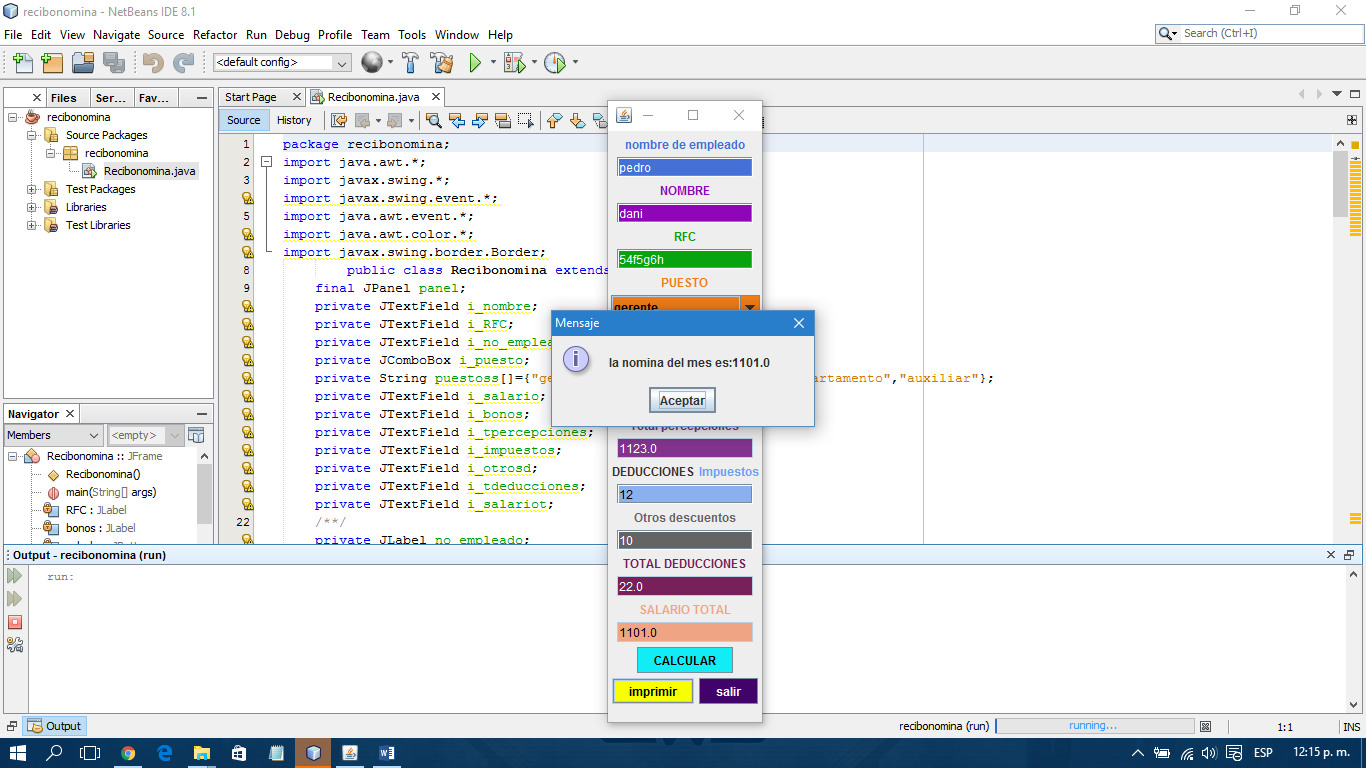 recibonomina - NetBeans IDE 8.1
File Edit View Navigate Source Refactor Run Debug Profile Team Tools Window Help
Search (Ctrl+I)
<default config>
Files Ser... Fav...
recibonomina
Source Packages
recibonomina
Recibonomina.java
Test Packages
Libraries
Test Libraries
Start Page Recibonomina.java
Source History
1 package recibonomina;
2 import java.awt.*;
3 import javax.swing.*;
import javax.swing.event.*;
5 import java.awt.event.*;
import java.awt.color.*;
import javax.swing.border.Border;
8 public class Recibonomina extends
9 final JPanel panel;
private JTextField i_nombre;
private JTextField i_RFC;
private JTextField i_no_emplea
private JComboBox i_puesto;
private String puestoss[]={"ge artamento","auxiliar"};
private JTextField i_salario;
private JTextField i_bonos;
private JTextField i_tpercepciones;
private JTextField i_impuestos;
private JTextField i_otrosd;
private JTextField i_tdeducciones;
private JTextField i_salariot;
22 /**/
private JLabel no_empleado;
nombre de empleado
pedro
NOMBRE
dani
RFC
54f5g6h
PUESTO
gerente
Mensaje
la nomina del mes es:1101.0
Aceptar
Total percepciones
1123.0
DEDUCCIONES Impuestos
12
Otros descuentos
10
TOTAL DEDUCCIONES
22.0
SALARIO TOTAL
1101.0
CALCULAR
imprimir salir
Navigator
Members <empty>
Recibonomina :: JFrame
Recibonomina()
main(String[] args)
RFC : JLabel
bonos : JLabel
Output - recibonomina (run)
run:
Output
recibonomina (run) running... 1:1 INS
ESP 12:15 p. m.